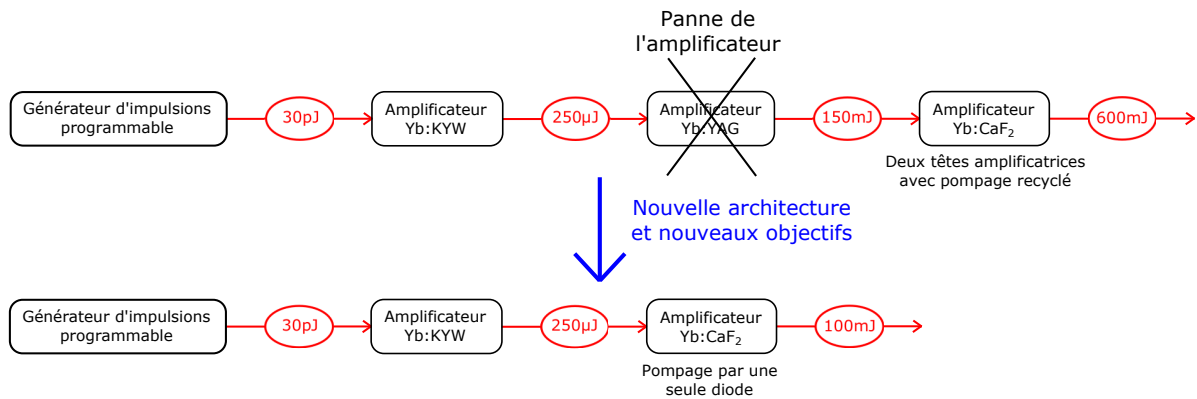 Panne de
l'amplificateur
Générateur d'impulsions
programmable
30pJ
Amplificateur
Yb:KYW
250µJ
Amplificateur
Yb:YAG
150mJ
Amplificateur
Yb:CaF₂
600mJ
Deux têtes amplificatrices
avec pompage recyclé
Nouvelle architecture
et nouveaux objectifs
Générateur d'impulsions
programmable
30pJ
Amplificateur
Yb:KYW
250µJ
Amplificateur
Yb:CaF₂
100mJ
Pompage par une
seule diode